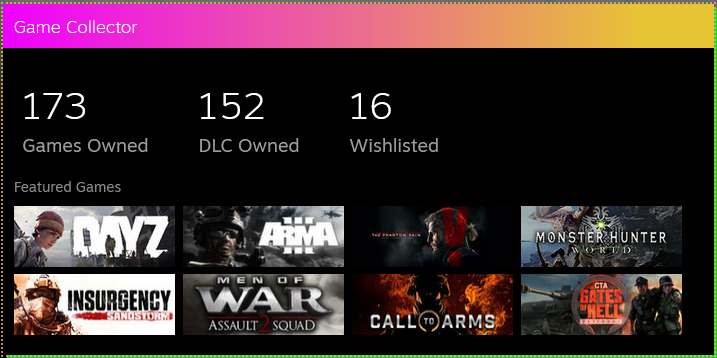 Game Collector
173 152 16
Games Owned DLC Owned Wishlisted
Featured Games
DAYZ ARMA III THE PHANTOM PAIN MONSTER HUNTER
WORLD
INSURGENCY MEN OF CALL TO ARMS CTA
SANDSTORM WAR GATES
ASSAULT SQUAD 2 OF HELL